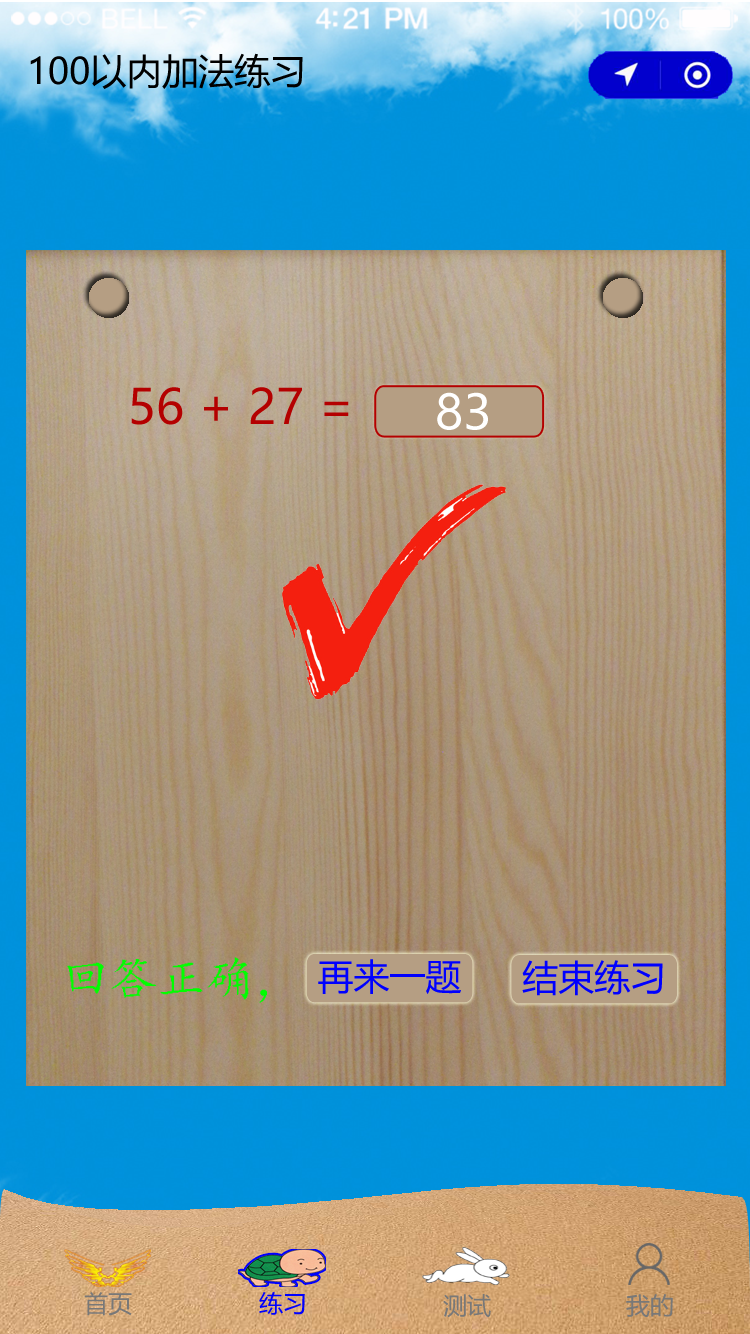 BELL 4:21 PM 100%
100以内加法练习
56 + 27 = 83
回答正确， 再来一题 结束练习
首页 练习 测试 我的